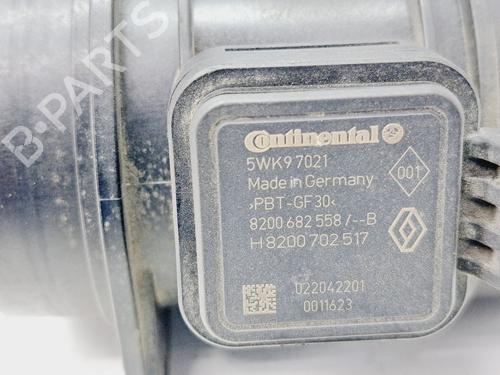 B-PARTS
Continental
5WK9 7021
Made in Germany
001
>PBT-GF30<
8200 682 558 /--B
H 8200 702 517
022042201
0011623